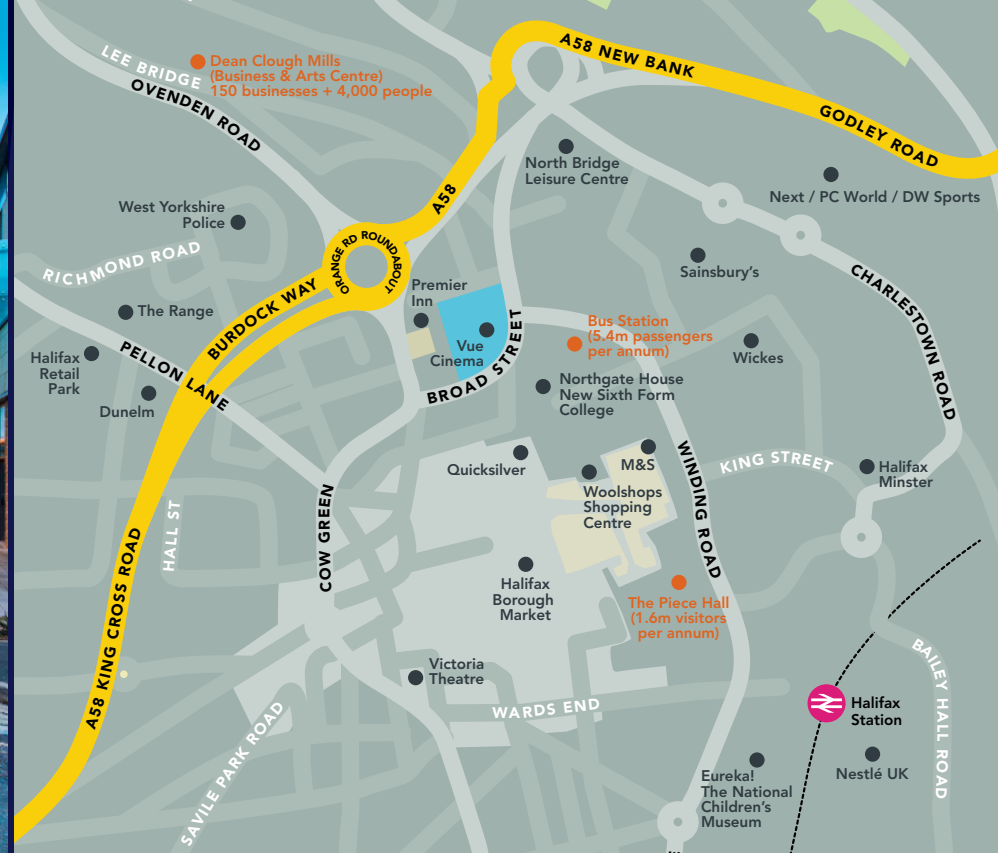 A58 NEW BANK
LEE BRIDGE
Dean Clough Mills
(Business & Arts Centre)
150 businesses + 4,000 people
OVENDEN ROAD
GODLEY ROAD
North Bridge
Leisure Centre
Next / PC World / DW Sports
A58
West Yorkshire
Police
ORANGE RD ROUNDABOUT
RICHMOND ROAD
Sainsbury's
CHARLESTOWN ROAD
Premier
Inn
The Range
BURDOCK WAY
Vue
Cinema
BROAD STREET
Bus Station
(5.4m passengers
per annum)
Wickes
Halifax
Retail
Park
PELLON LANE
Dunelm
Northgate House
New Sixth Form
College
Quicksilver
M&S
WINDING ROAD
KING STREET
Halifax
Minster
Woolshops
Shopping
Centre
HALL ST
COW GREEN
A58 KING CROSS ROAD
Halifax
Borough
Market
The Piece Hall
(1.6m visitors
per annum)
Victoria
Theatre
WARDS END
SAVILE PARK ROAD
BAILEY HALL ROAD
Halifax
Station
Eureka!
The National
Children's
Museum
Nestlé UK